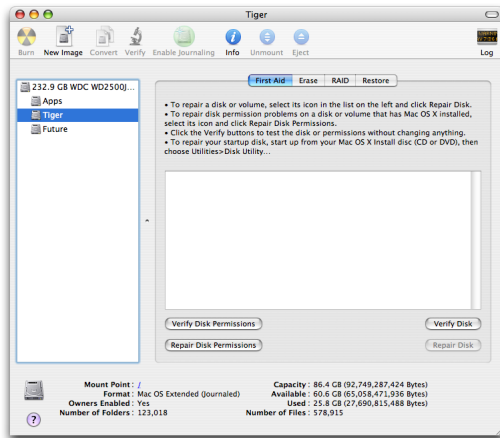 Tiger
Burn New Image Convert Verify Enable Journaling Info Unmount Eject Log
232.9 GB WDC WD2500J...
Apps
Tiger
Future
First Aid Erase RAID Restore
• To repair a disk or volume, select its icon in the list on the left and click Repair Disk.
• To repair disk permission problems on a disk or volume that has Mac OS X installed,
select its icon and click Repair Disk Permissions.
• Click the Verify buttons to test the disk or permissions without changing anything.
• To repair your startup disk, start up from your Mac OS X Install disc (CD or DVD), then
choose Utilities>Disk Utility...
Verify Disk Permissions Verify Disk
Repair Disk Permissions Repair Disk
Mount Point : / Capacity : 86.4 GB (92,749,287,424 Bytes)
Format : Mac OS Extended (Journaled) Available : 60.6 GB (65,058,471,936 Bytes)
Owners Enabled : Yes Used : 25.8 GB (27,690,815,488 Bytes)
Number of Folders : 123,018 Number of Files : 578,915
?